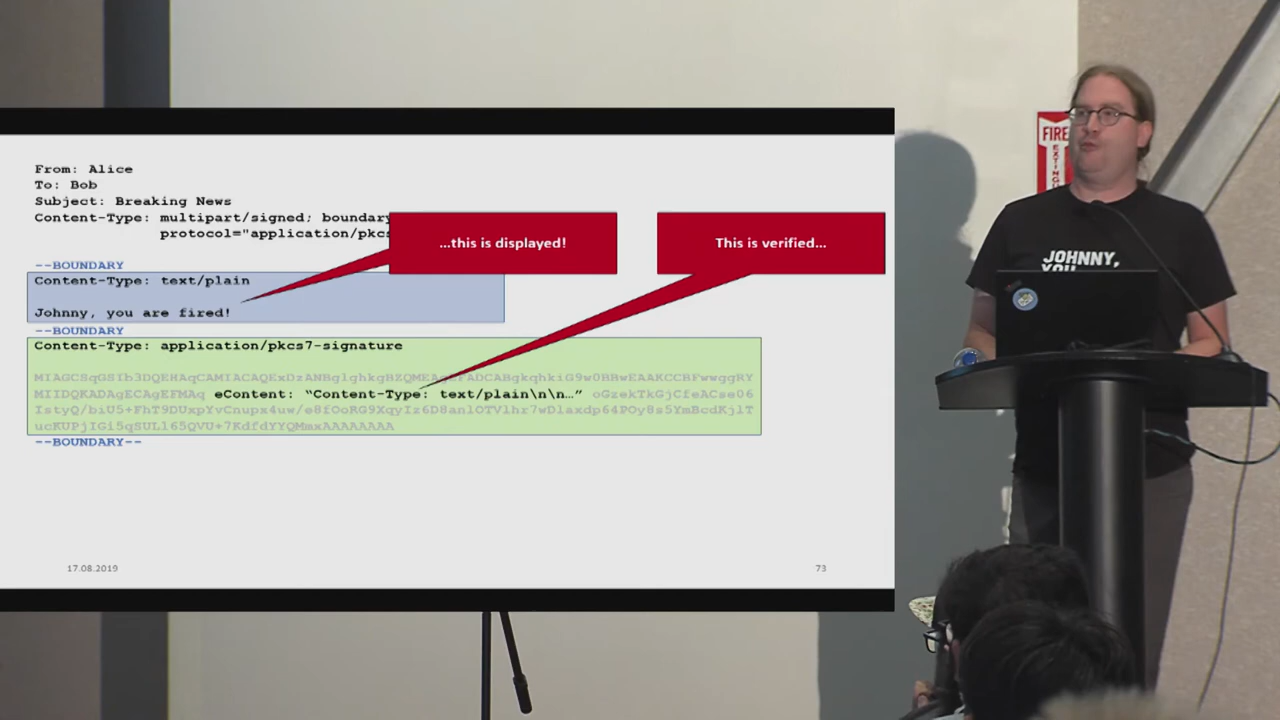 From: Alice
To: Bob
Subject: Breaking News
Content-Type: multipart/signed; boundary
protocol="application/pkcs
...this is displayed!
This is verified...
--BOUNDARY
Content-Type: text/plain
Johnny, you are fired!
--BOUNDARY
Content-Type: application/pkcs7-signature
eContent: “Content-Type: text/plain\n\n…”
--BOUNDARY--
17.08.2019
73
FIRE
JOHNNY,
YOU